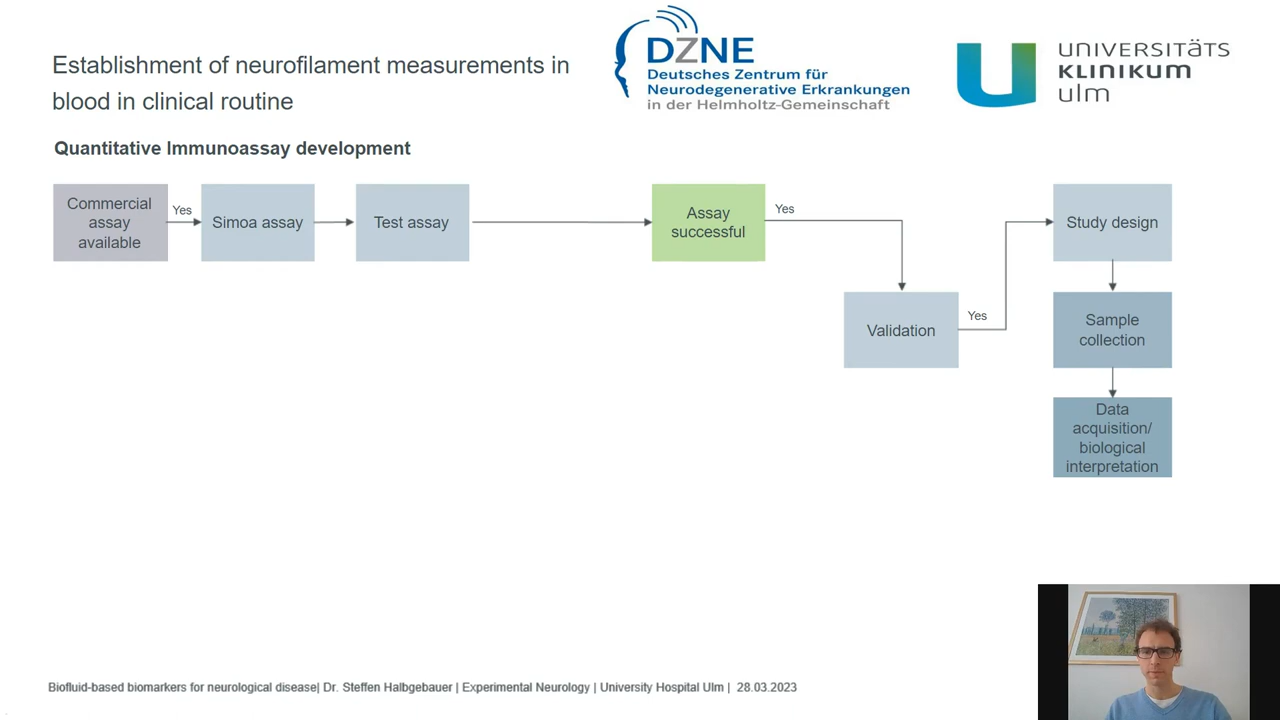 Establishment of neurofilament measurements in
blood in clinical routine
DZNE
Deutsches Zentrum für
Neurodegenerative Erkrankungen
in der Helmholtz-Gemeinschaft
UNIVERSITÄTS
KLINIKUM
ulm
Quantitative Immunoassay development
Commercial
assay
available
Yes
Simoa assay
Test assay
Assay
successful
Yes
Validation
Yes
Study design
Sample
collection
Data
acquisition/
biological
interpretation
Biofluid-based biomarkers for neurological disease| Dr. Steffen Halbgebauer | Experimental Neurology | University Hospital Ulm | 28.03.2023